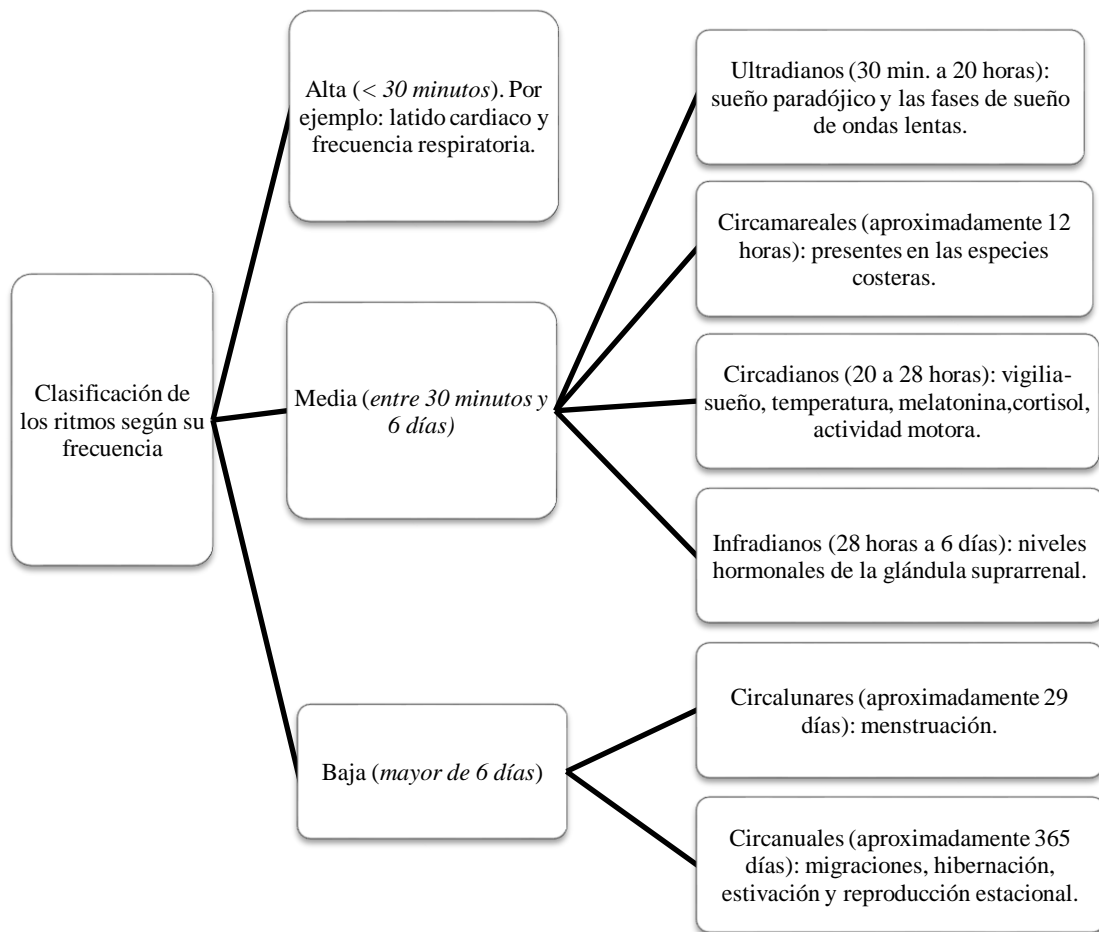 Clasificación de
los ritmos según su
frecuencia
Alta (< 30 minutos). Por
ejemplo: latido cardiaco y
frecuencia respiratoria.
Media (entre 30 minutos y
6 días)
Ultradianos (30 min. a 20 horas):
sueño paradójico y las fases de sueño
de ondas lentas.
Circamareales (aproximadamente 12
horas): presentes en las especies
costeras.
Circadianos (20 a 28 horas): vigilia-
sueño, temperatura, melatonina,cortisol,
actividad motora.
Infradianos (28 horas a 6 días): niveles
hormonales de la glándula suprarrenal.
Baja (mayor de 6 días)
Circalunares (aproximadamente 29
días): menstruación.
Circanuales (aproximadamente 365
días): migraciones, hibernación,
estivación y reproducción estacional.